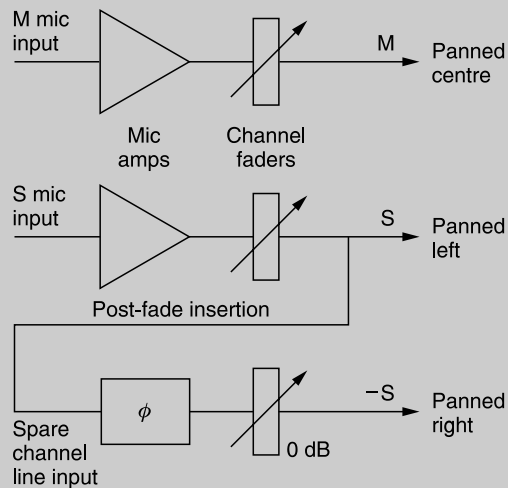 M mic
input
M
Panned
centre
Mic
amps
Channel
faders
S mic
input
S
Panned
left
Post-fade insertion
ϕ
−S
Panned
right
Spare
channel
line input
0 dB